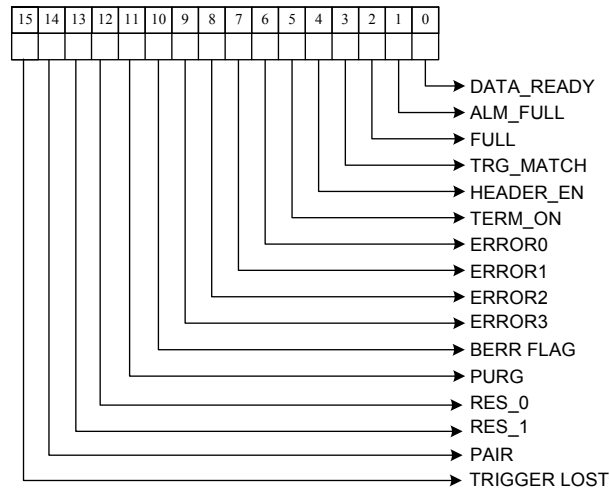 15 14 13 12 11 10 9 8 7 6 5 4 3 2 1 0
DATA_READY
ALM_FULL
FULL
TRG_MATCH
HEADER_EN
TERM_ON
ERROR0
ERROR1
ERROR2
ERROR3
BERR FLAG
PURG
RES_0
RES_1
PAIR
TRIGGER LOST